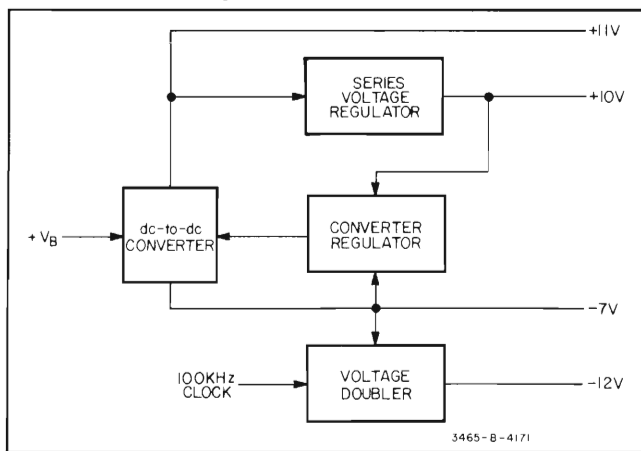 +11V
SERIES
VOLTAGE
REGULATOR
+10V
dc-to-dc
CONVERTER
+ VB
CONVERTER
REGULATOR
-7V
100KHz
CLOCK
VOLTAGE
DOUBLER
-12V
3465-B-4171